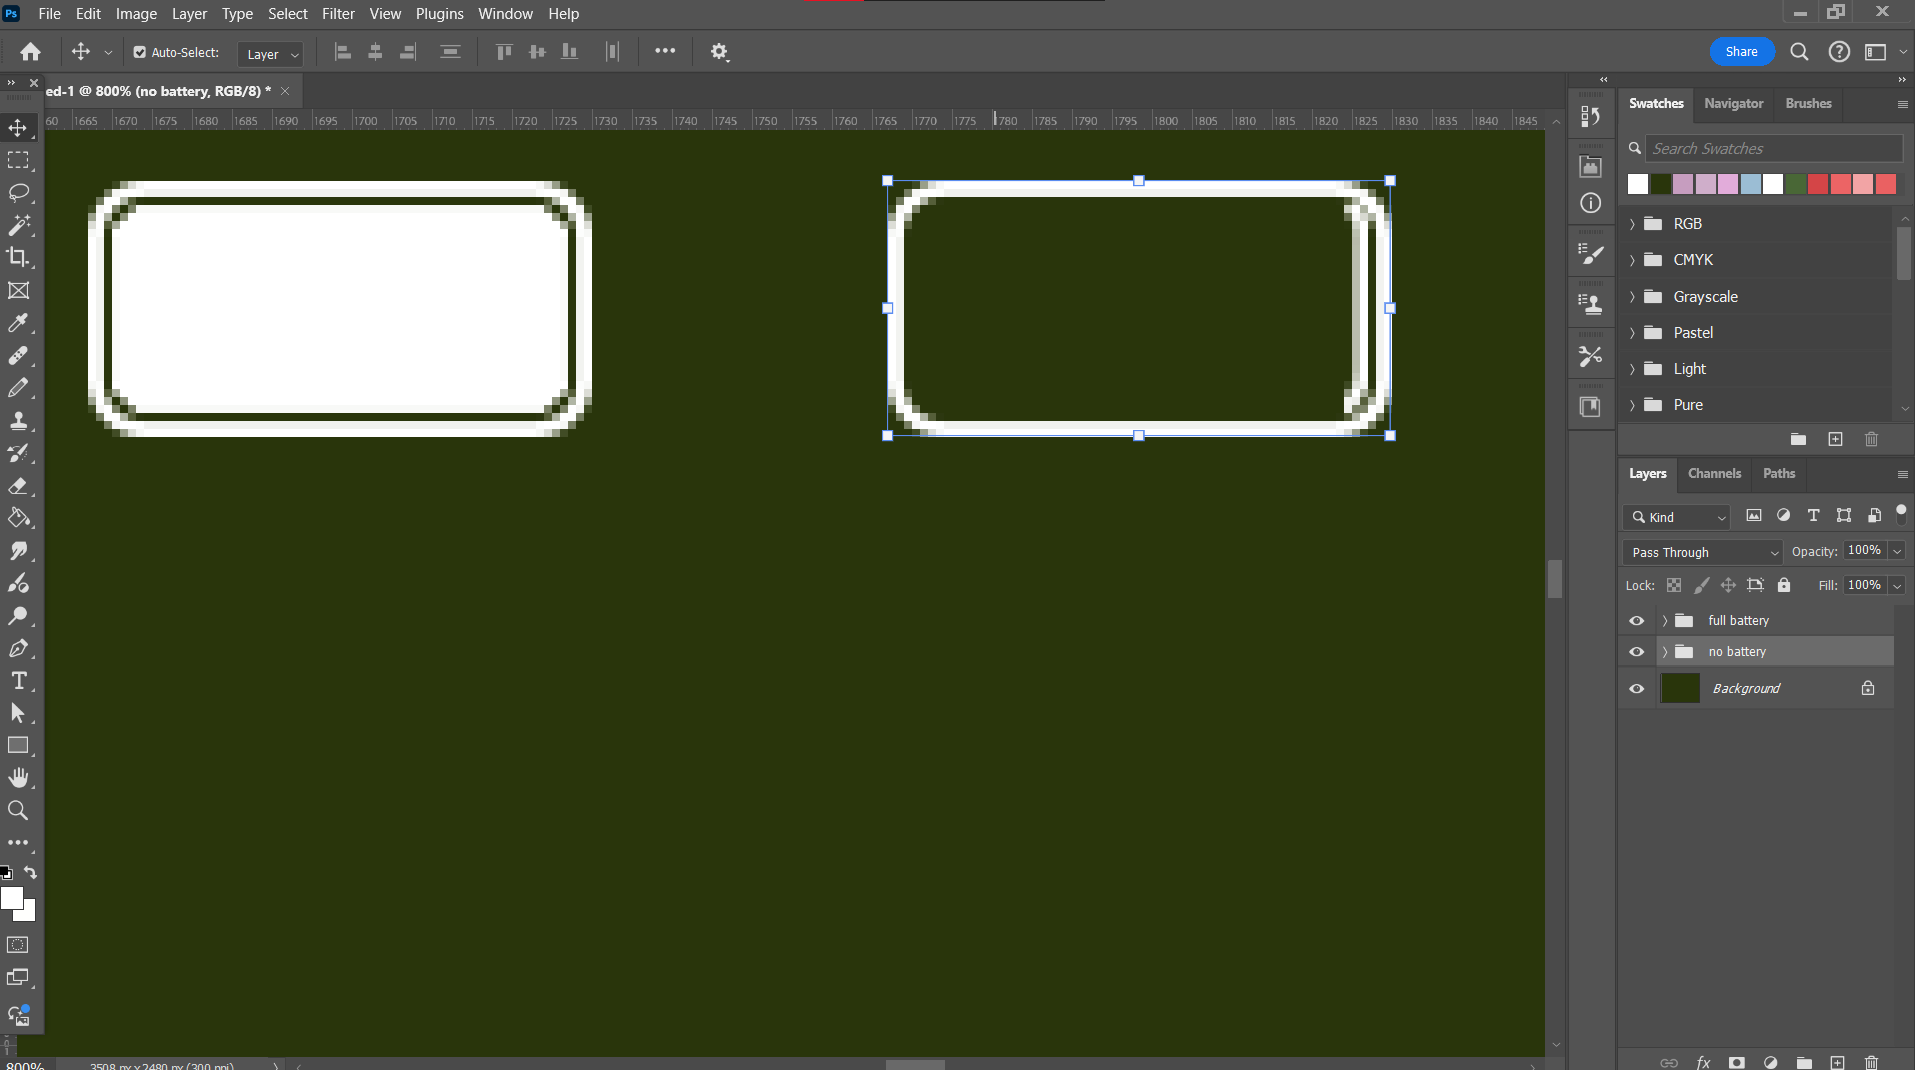 Ps File Edit Image Layer Type Select Filter View Plugins Window Help
Auto-Select: Layer Share
ed-1 @ 800% (no battery, RGB/8) *
60 1665 1670 1675 1680 1685 1690 1695 1700 1705 1710 1715 1720 1725 1730 1735 1740 1745 1750 1755 1760 1765 1770 1775 1780 1785 1790 1795 1800 1805 1810 1815 1820 1825 1830 1835 1840 1845
Swatches Navigator Brushes
Search Swatches
RGB
CMYK
Grayscale
Pastel
Light
Pure
Layers Channels Paths
Kind
Pass Through Opacity: 100%
Lock: Fill: 100%
full battery
no battery
Background
800% 3508 px x 2480 px (300 ppi)